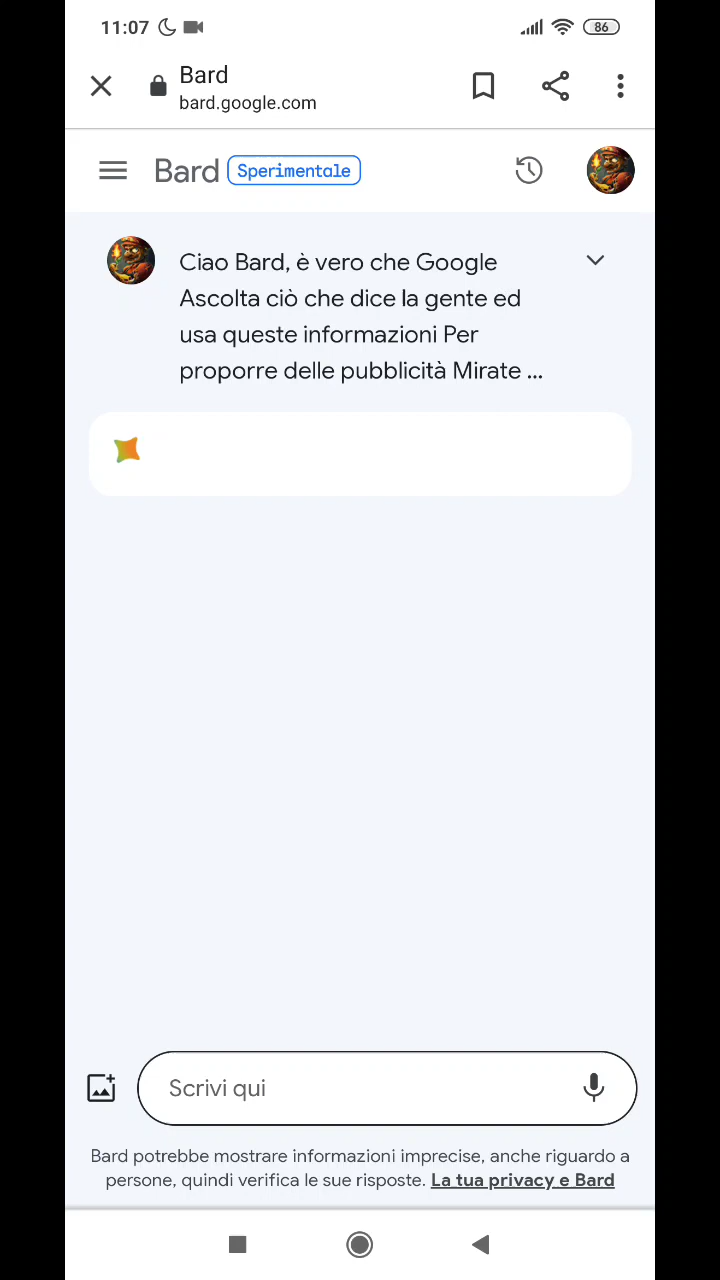 11:07
86
Bard
bard.google.com
Bard Sperimentale
Ciao Bard, è vero che Google
Ascolta ciò che dice la gente ed
usa queste informazioni Per
proporre delle pubblicità Mirate ...
Scrivi qui
Bard potrebbe mostrare informazioni imprecise, anche riguardo a
persone, quindi verifica le sue risposte. La tua privacy e Bard